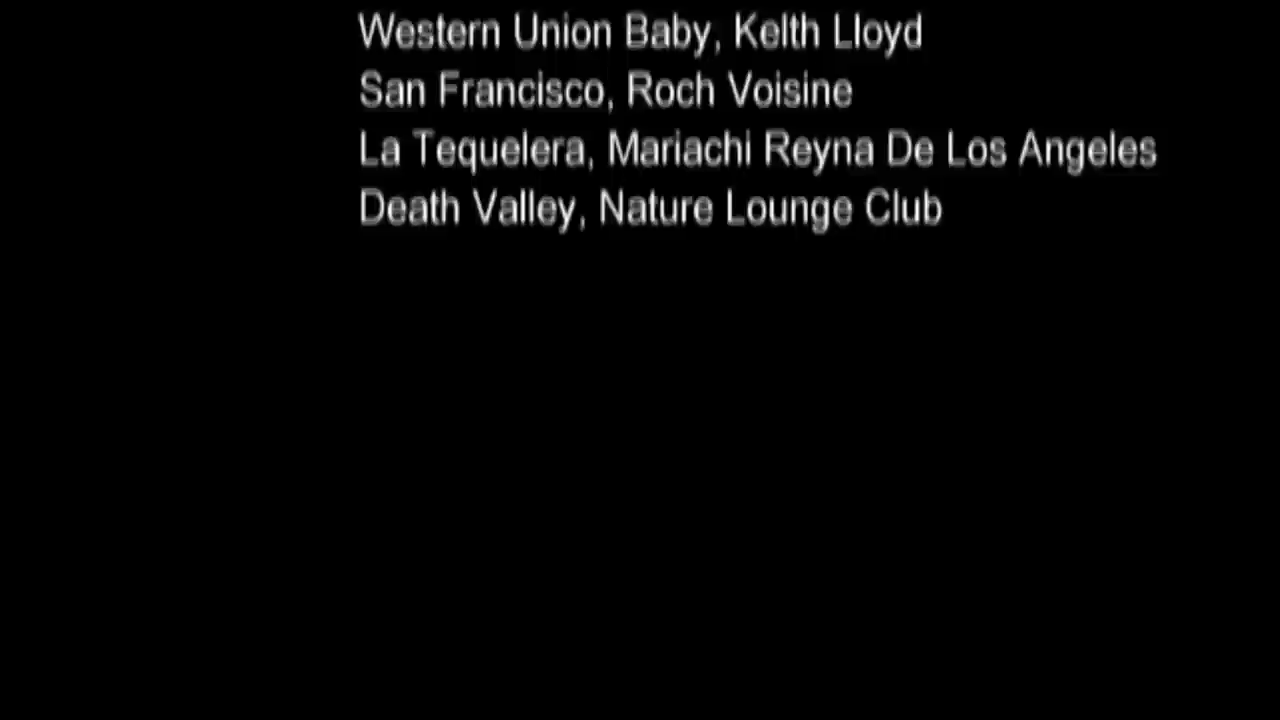 Western Union Baby, Kelth Lloyd
San Francisco, Roch Voisine
La Tequelera, Mariachi Reyna De Los Angeles
Death Valley, Nature Lounge Club